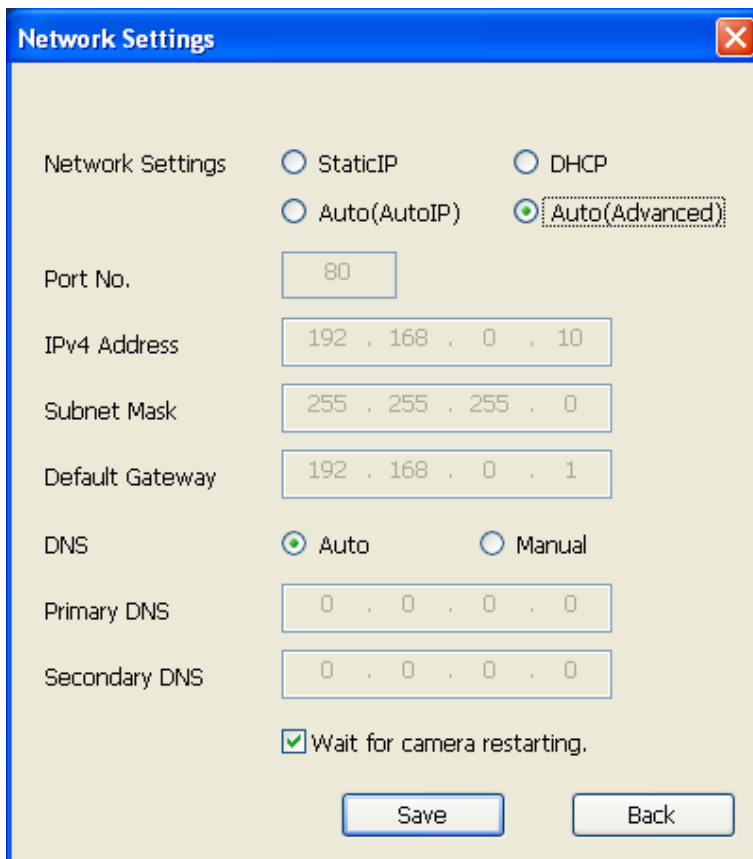 Network Settings
Network Settings StaticIP DHCP
Auto(AutoIP) Auto(Advanced)
Port No. 80
IPv4 Address 192 . 168 . 0 . 10
Subnet Mask 255 . 255 . 255 . 0
Default Gateway 192 . 168 . 0 . 1
DNS Auto Manual
Primary DNS 0 . 0 . 0 . 0
Secondary DNS 0 . 0 . 0 . 0
Wait for camera restarting.
Save Back